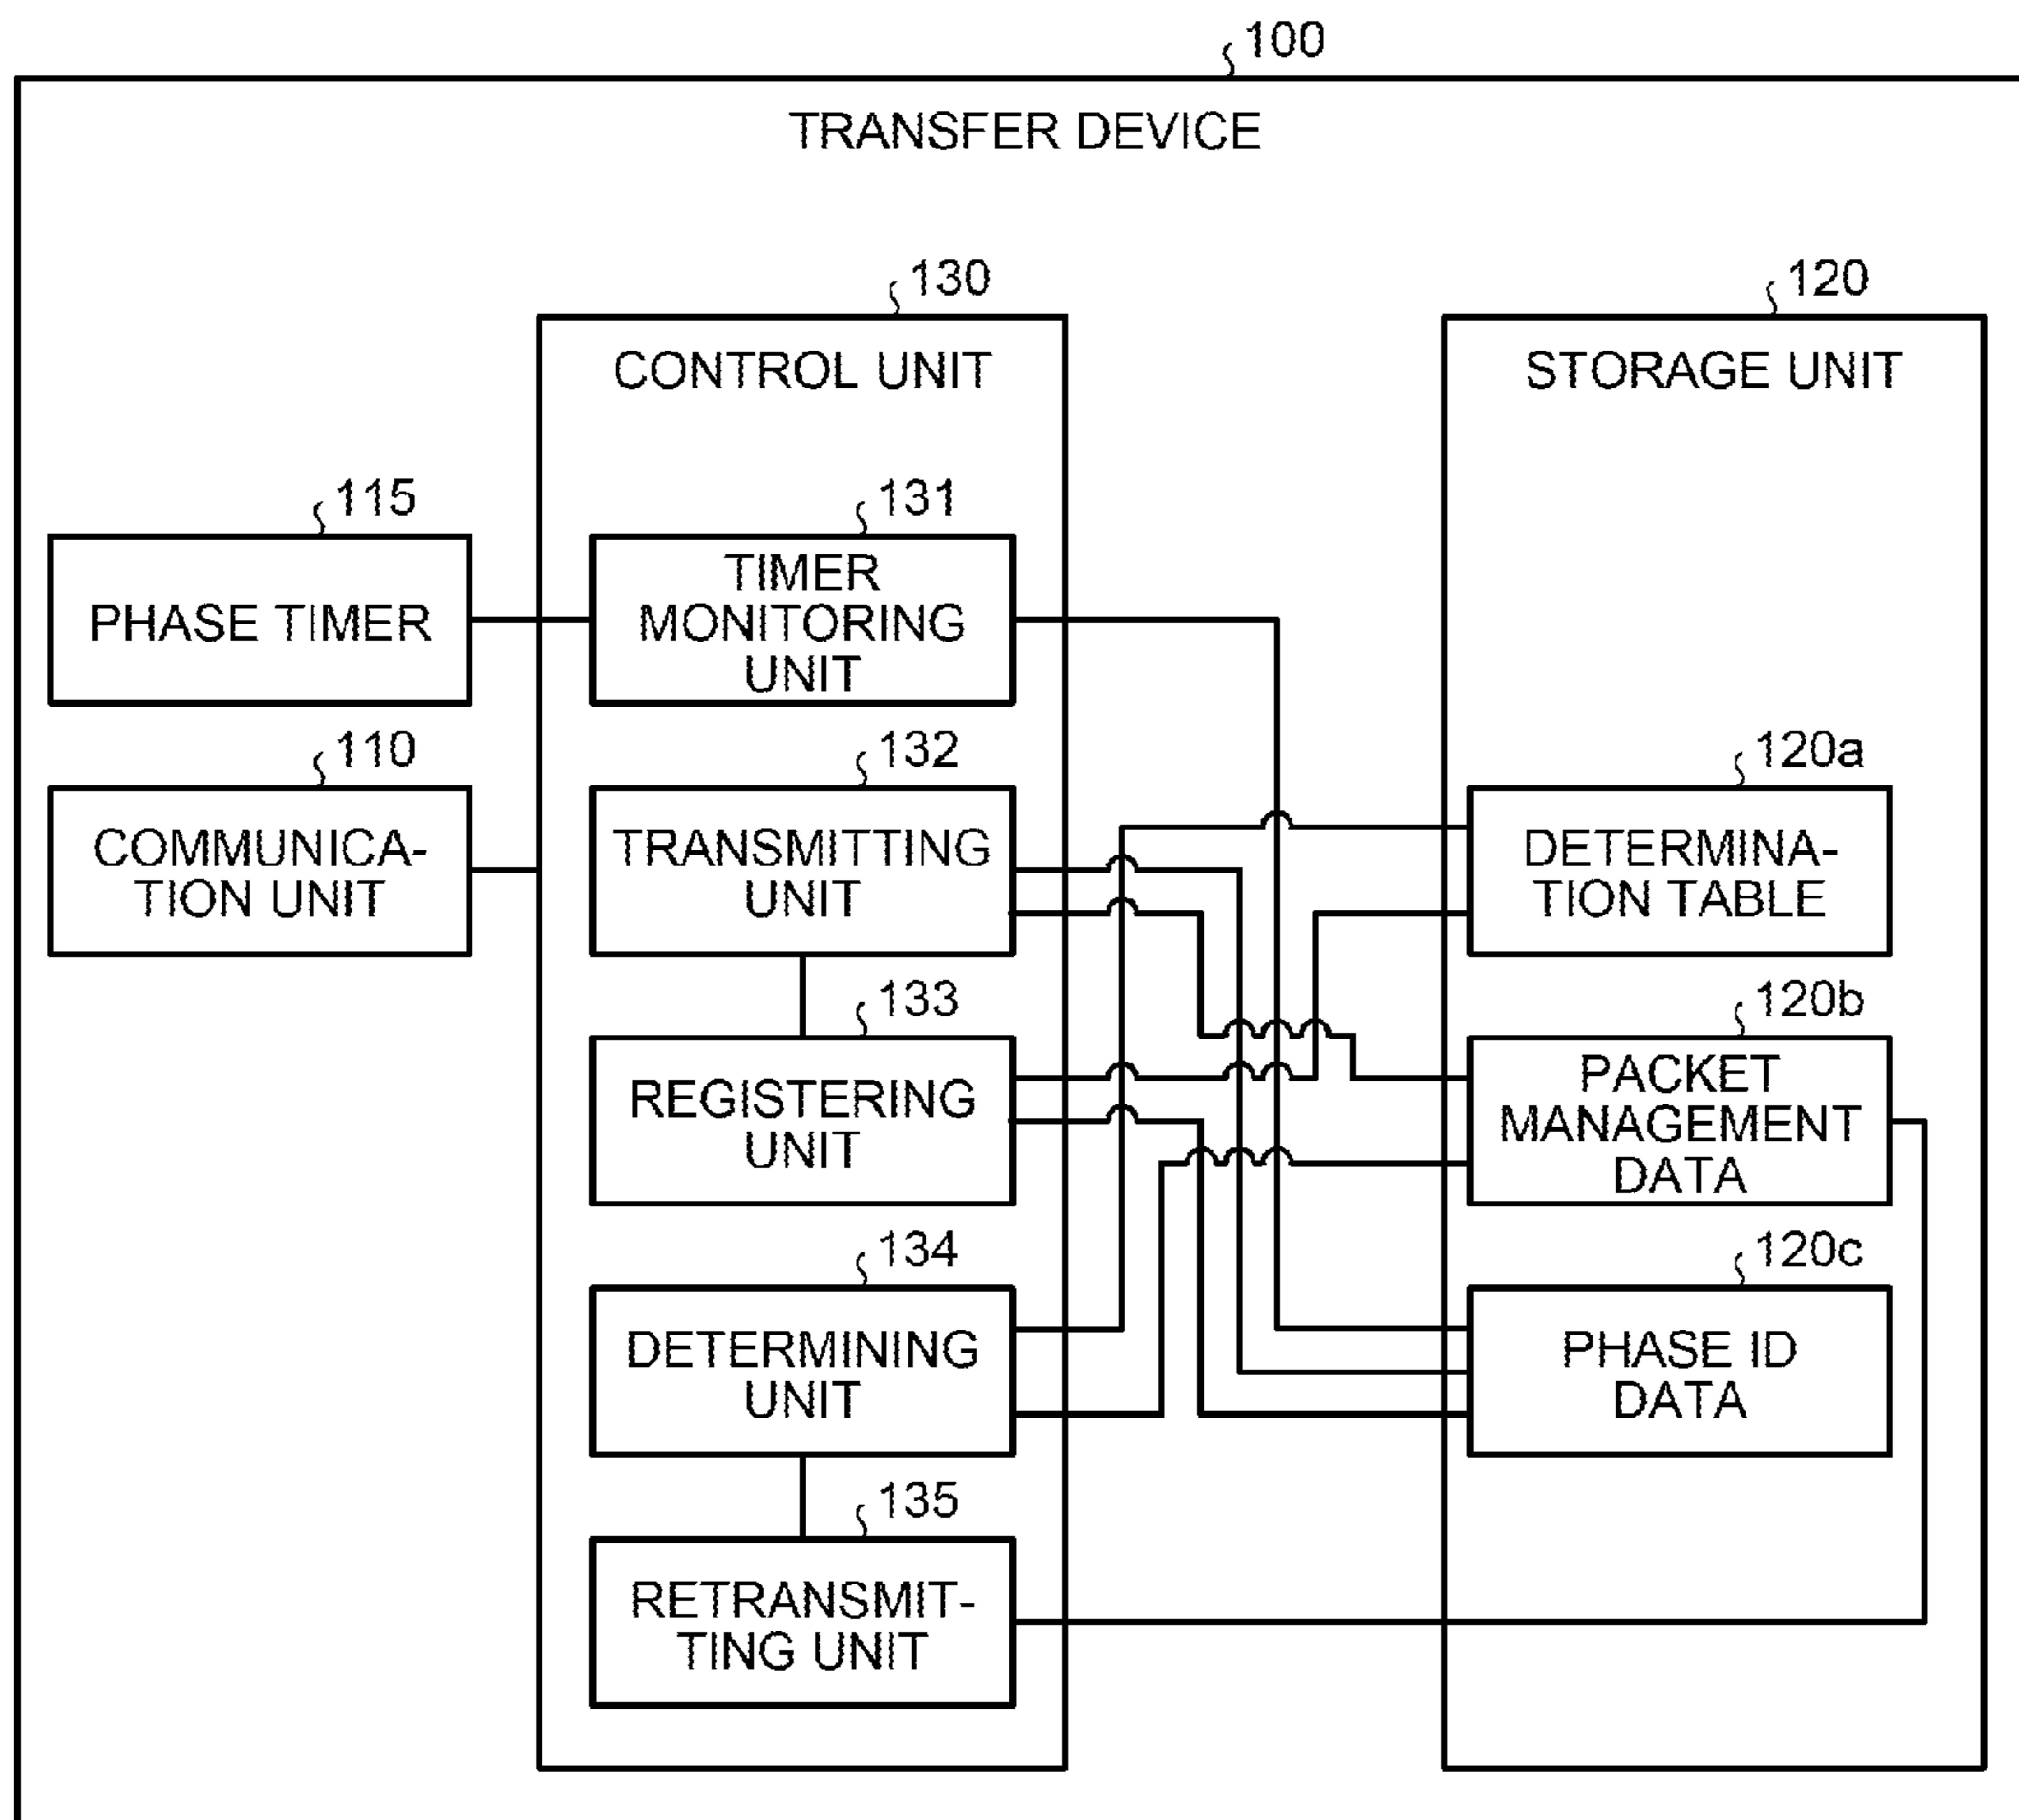 100
TRANSFER DEVICE
130
CONTROL UNIT
120
STORAGE UNIT
115
PHASE TIMER
131
TIMER
MONITORING
UNIT
110
COMMUNICA-
TION UNIT
132
TRANSMITTING
UNIT
120a
DETERMINA-
TION TABLE
133
REGISTERING
UNIT
120b
PACKET
MANAGEMENT
DATA
134
DETERMINING
UNIT
120c
PHASE ID
DATA
135
RETRANSMIT-
TING UNIT